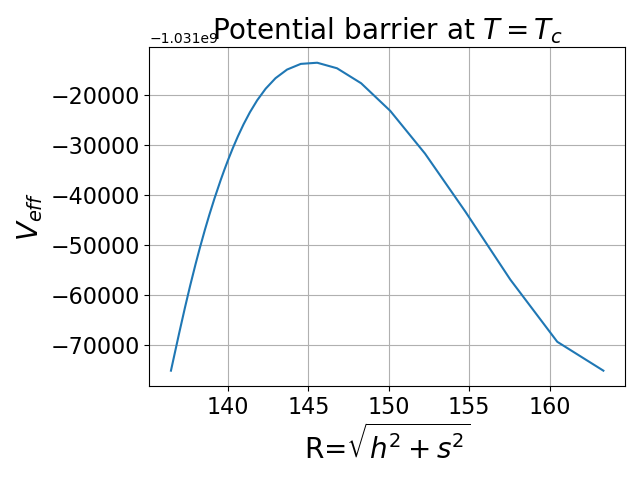 Potential barrier at $T = T_c$
−1.031e9
−20000
−30000
−40000
−50000
−60000
−70000
$V_{eff}$
140 145 150 155 160
R=$\sqrt{h^2 + s^2}$